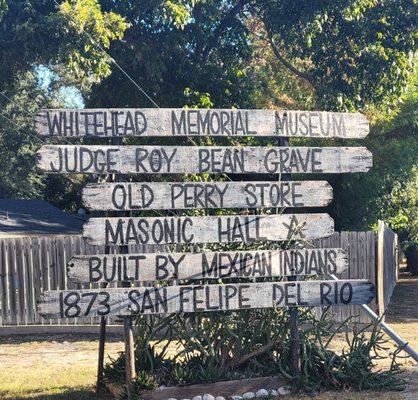 WHITEHEAD MEMORIAL MUSEUM
JUDGE ROY BEAN GRAVE
OLD PERRY STORE
MASONIC HALL
BUILT BY MEXICAN INDIANS
1873 SAN FELIPE DEL RIO